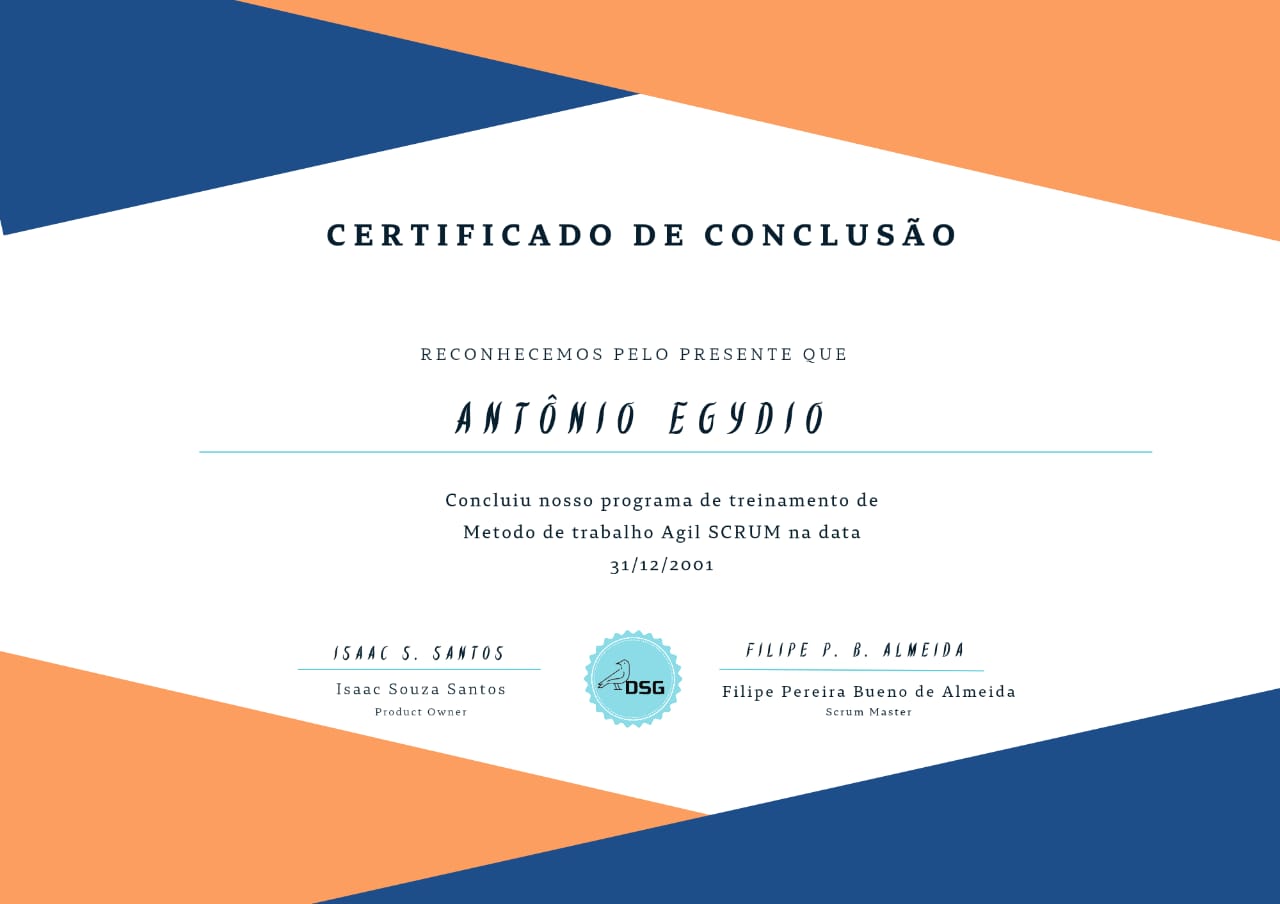 CERTIFICADO DE CONCLUSÃO
RECONHECEMOS PELO PRESENTE QUE
ANTÔNIO EGYDIO
Concluiu nosso programa de treinamento de
Metodo de trabalho Agil SCRUM na data
31/12/2001
ISAAC S. SANTOS
Isaac Souza Santos
Product Owner
DSG
FILIPE P. B. ALMEIDA
Filipe Pereira Bueno de Almeida
Scrum Master